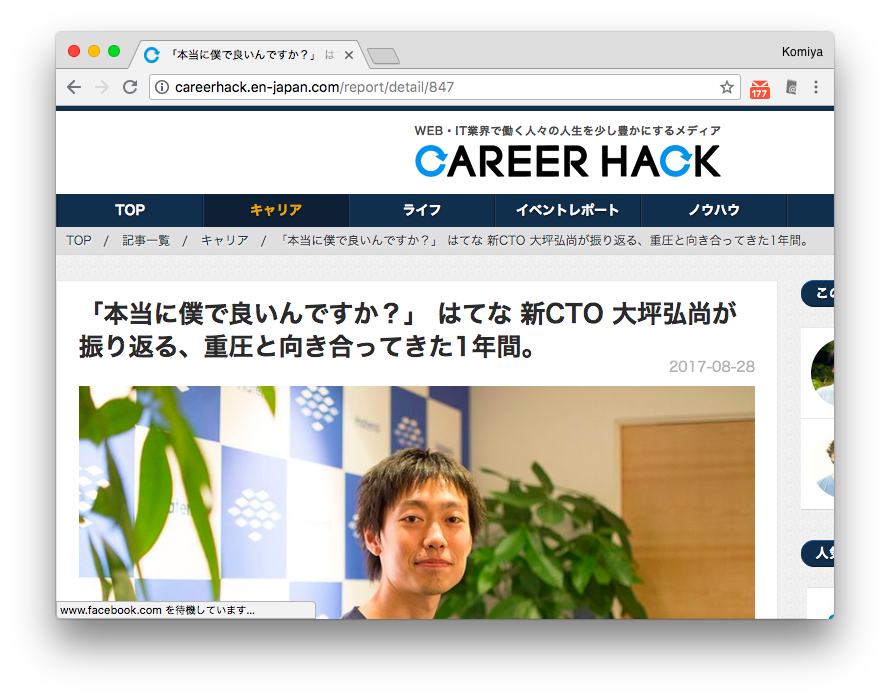 「本当に僕で良いんですか？」 は
Komiya
careerhack.en-japan.com/report/detail/847
177
WEB・IT業界で働く人々の人生を少し豊かにするメディア
CAREER HACK
TOP キャリア ライフ イベントレポート ノウハウ
TOP / 記事一覧 / キャリア / 「本当に僕で良いんですか？」 はてな 新CTO 大坪弘尚が振り返る、重圧と向き合ってきた1年間。
「本当に僕で良いんですか？」 はてな 新CTO 大坪弘尚が
振り返る、重圧と向き合ってきた1年間。
2017-08-28
こ
人
www.facebook.com を待機しています...